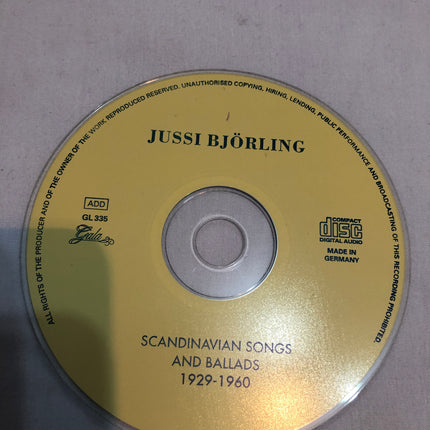 ALL RIGHTS OF THE PRODUCER AND OF THE OWNER OF THE WORK REPRODUCED RESERVED. UNAUTHORISED COPYING, HIRING, LENDING, PUBLIC PERFORMANCE AND BROADCASTING OF THIS RECORDING PROHIBITED.
JUSSI BJÖRLING
ADD
GL 335
Gala
COMPACT
disc
DIGITAL AUDIO
MADE IN
GERMANY
SCANDINAVIAN SONGS
AND BALLADS
1929-1960